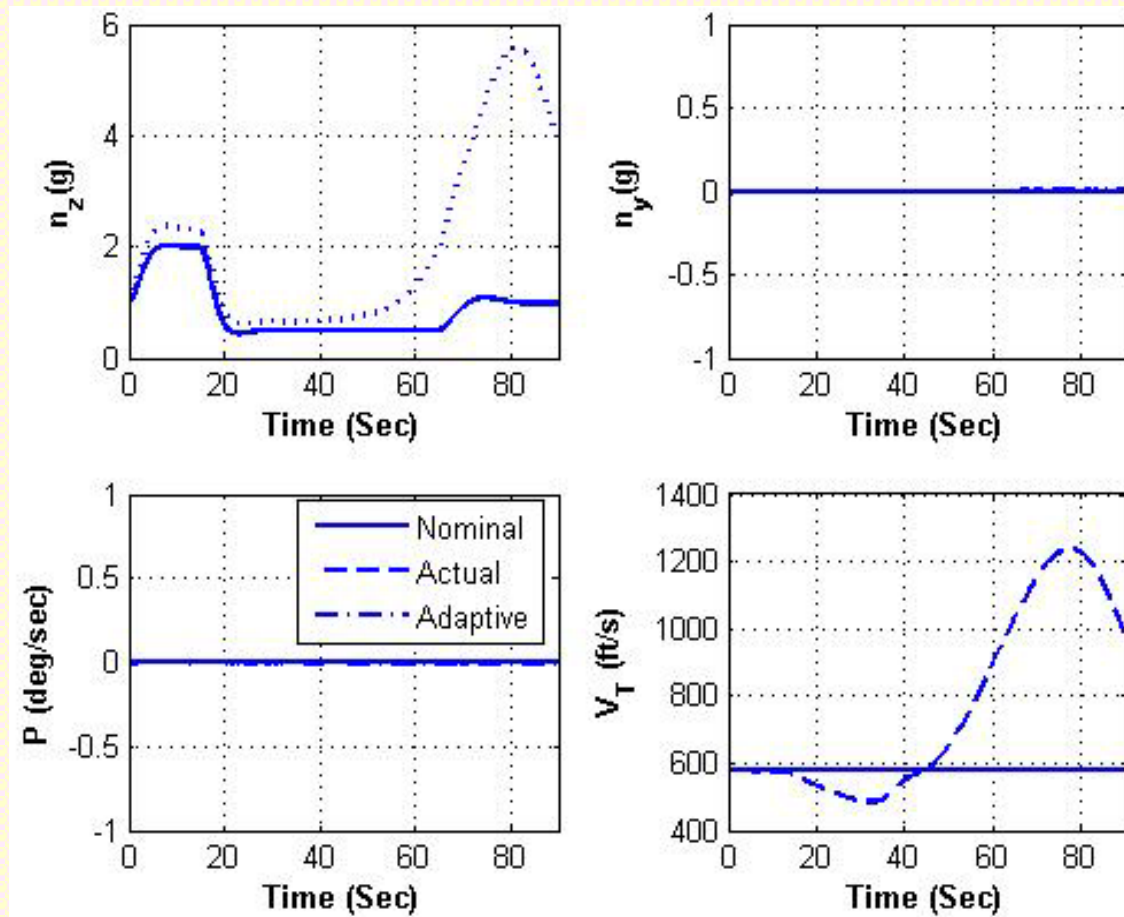 6
4
2
0
n_z(g)
0 20 40 60 80
Time (Sec)
1
0.5
0
-0.5
-1
n_y(g)
0 20 40 60 80
Time (Sec)
1
0.5
0
-0.5
-1
P (deg/sec)
Nominal
Actual
Adaptive
0 20 40 60 80
Time (Sec)
1400
1200
1000
800
600
400
V_T (ft/s)
0 20 40 60 80
Time (Sec)